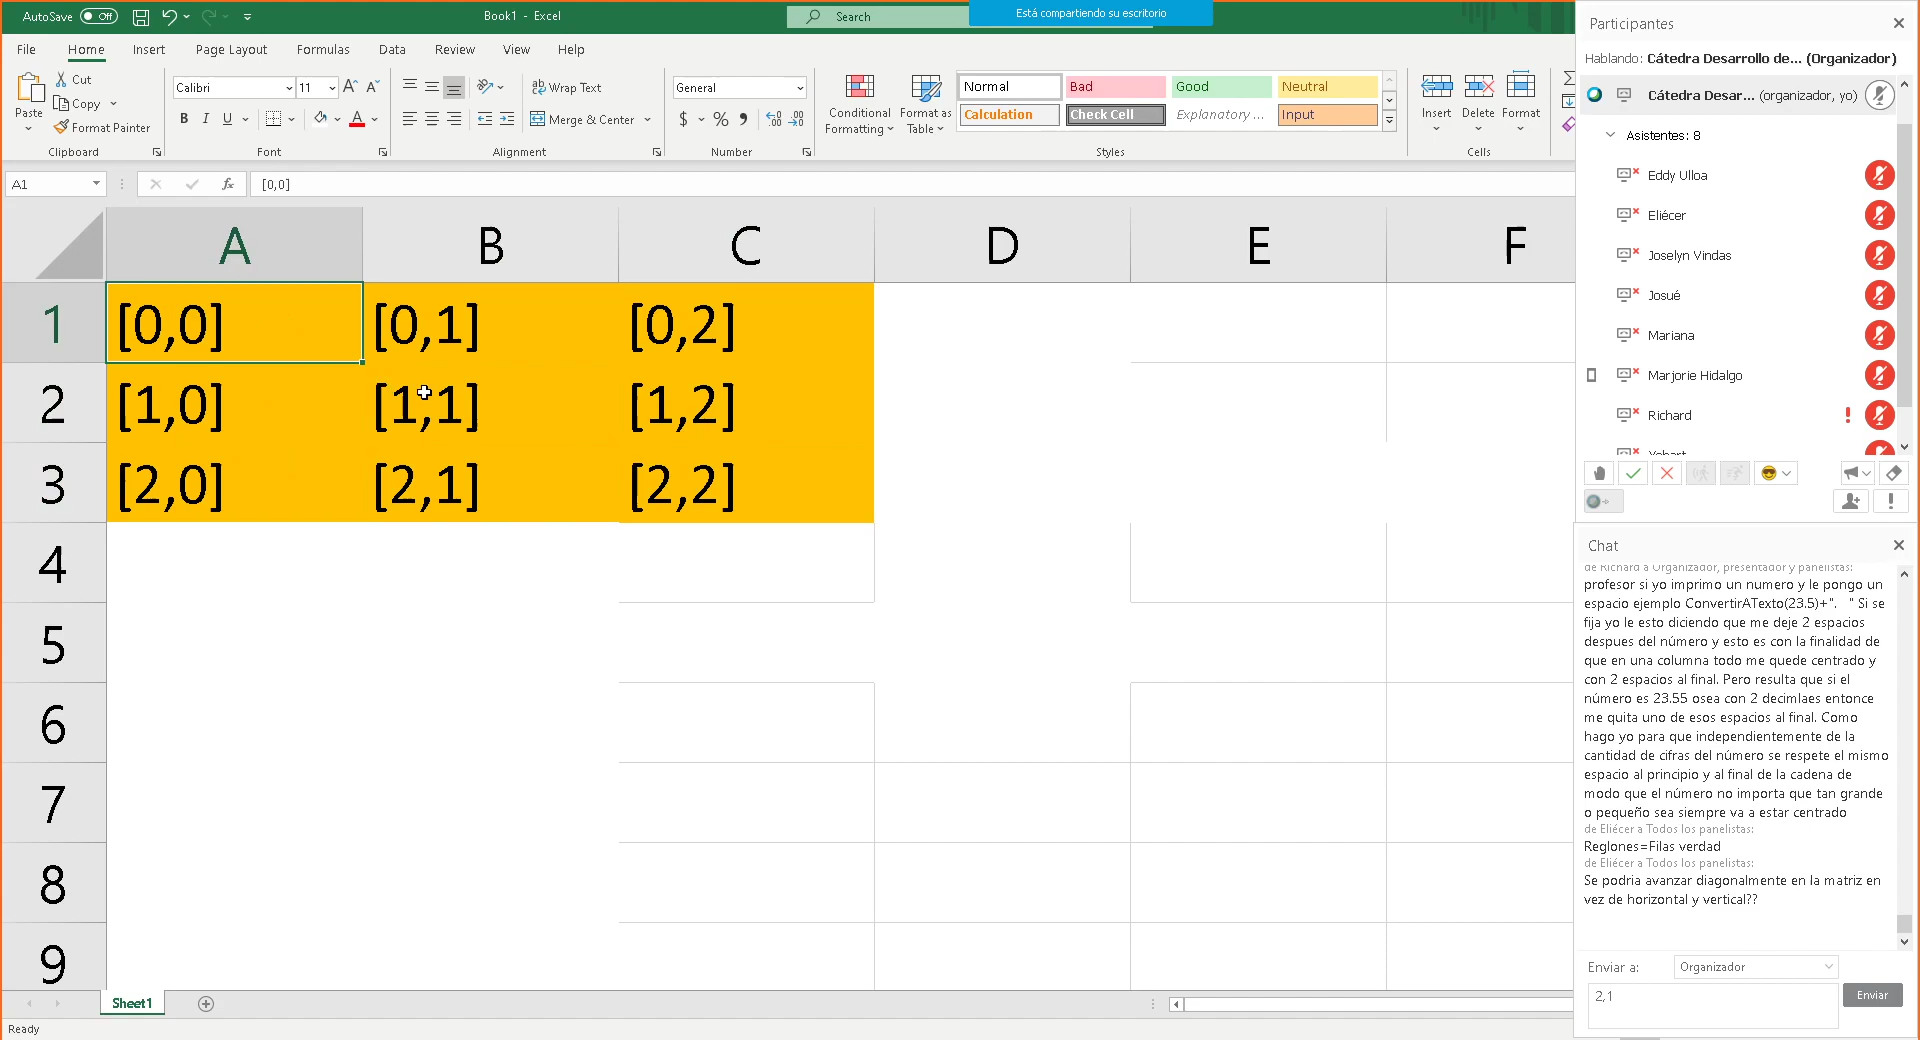 AutoSave Off
Book1 - Excel
Search
Está compartiendo su escritorio
File Home Insert Page Layout Formulas Data Review View Help
Paste
Cut
Copy
Format Painter
Clipboard
Calibri 11
B I U A
Font
Wrap Text
Merge & Center
Alignment
General
$ % 9
Number
Conditional Formatting
Format as Table
Normal Bad Good Neutral
Calculation Check Cell Explanatory ... Input
Styles
Insert Delete Format
Cells
A1 fx [0,0]
A B C D E F
1 [0,0] [0,1] [0,2]
2 [1,0] [1,1] [1,2]
3 [2,0] [2,1] [2,2]
4
5
6
7
8
9
Sheet1
Ready
Participantes
Hablando: Cátedra Desarrollo de... (Organizador)
Cátedra Desar... (organizador, yo)
Asistentes: 8
Eddy Ulloa
Eliécer
Joselyn Vindas
Josué
Mariana
Marjorie Hidalgo
Richard
Chat
de Richard a Organizador, presentador y panelistas:
profesor si yo imprimo un numero y le pongo un
espacio ejemplo ConvertirATexto(23.5)+".   " Si se
fija yo le esto diciendo que me deje 2 espacios
despues del número y esto es con la finalidad de
que en una columna todo me quede centrado y
con 2 espacios al final. Pero resulta que si el
número es 23.55 osea con 2 decimlaes entonce
me quita uno de esos espacios al final. Como
hago yo para que independientemente de la
cantidad de cifras del número se respete el mismo
espacio al principio y al final de la cadena de
modo que el número no importa que tan grande
o pequeño sea siempre va a estar centrado
de Eliécer a Todos los panelistas:
Reglones=Filas verdad
de Eliécer a Todos los panelistas:
Se podria avanzar diagonalmente en la matriz en
vez de horizontal y vertical??
Enviar a: Organizador
2,1
Enviar